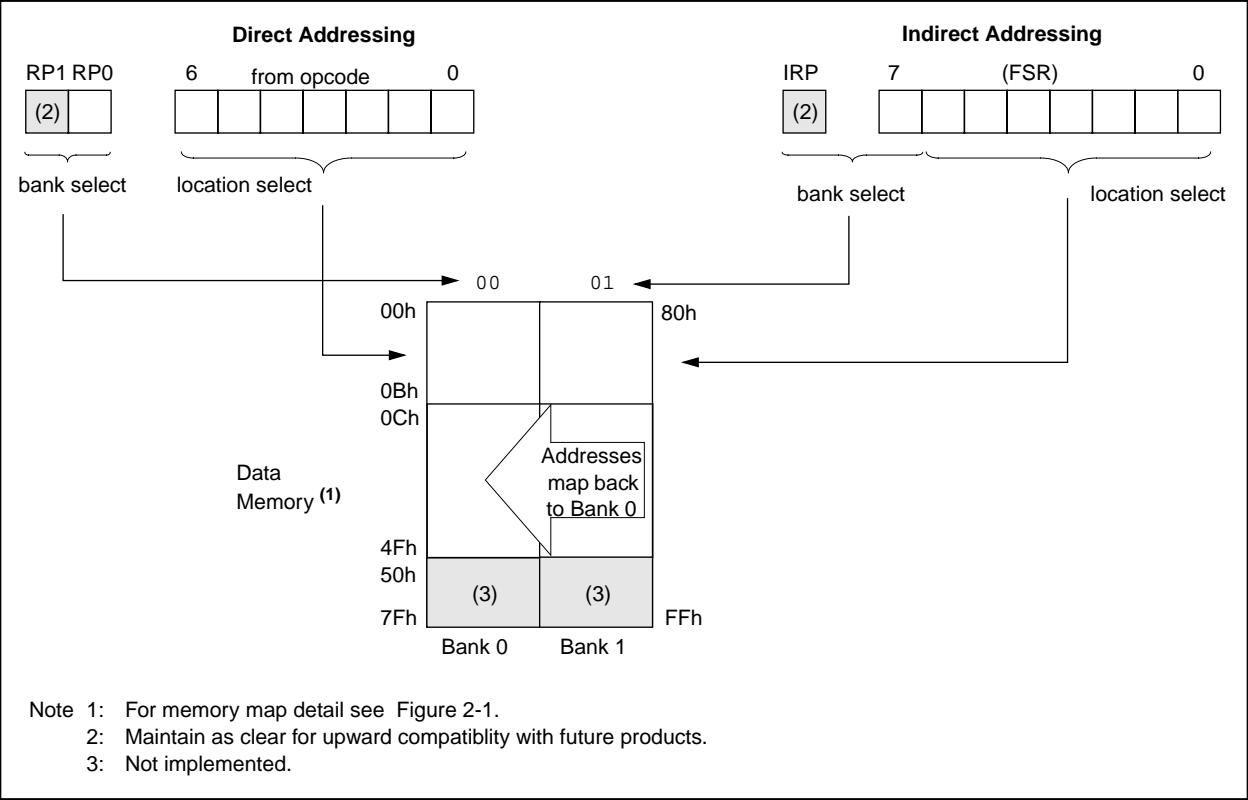 Direct Addressing
Indirect Addressing
RP1 RP0
6
from opcode
0
IRP
7
(FSR)
0
(2)
(2)
bank select
location select
bank select
location select
00
01
00h
80h
0Bh
0Ch
Addresses
map back
to Bank 0
Data
Memory (1)
4Fh
50h
(3)
(3)
7Fh
FFh
Bank 0
Bank 1
Note 1: For memory map detail see Figure 2-1.
2: Maintain as clear for upward compatiblity with future products.
3: Not implemented.